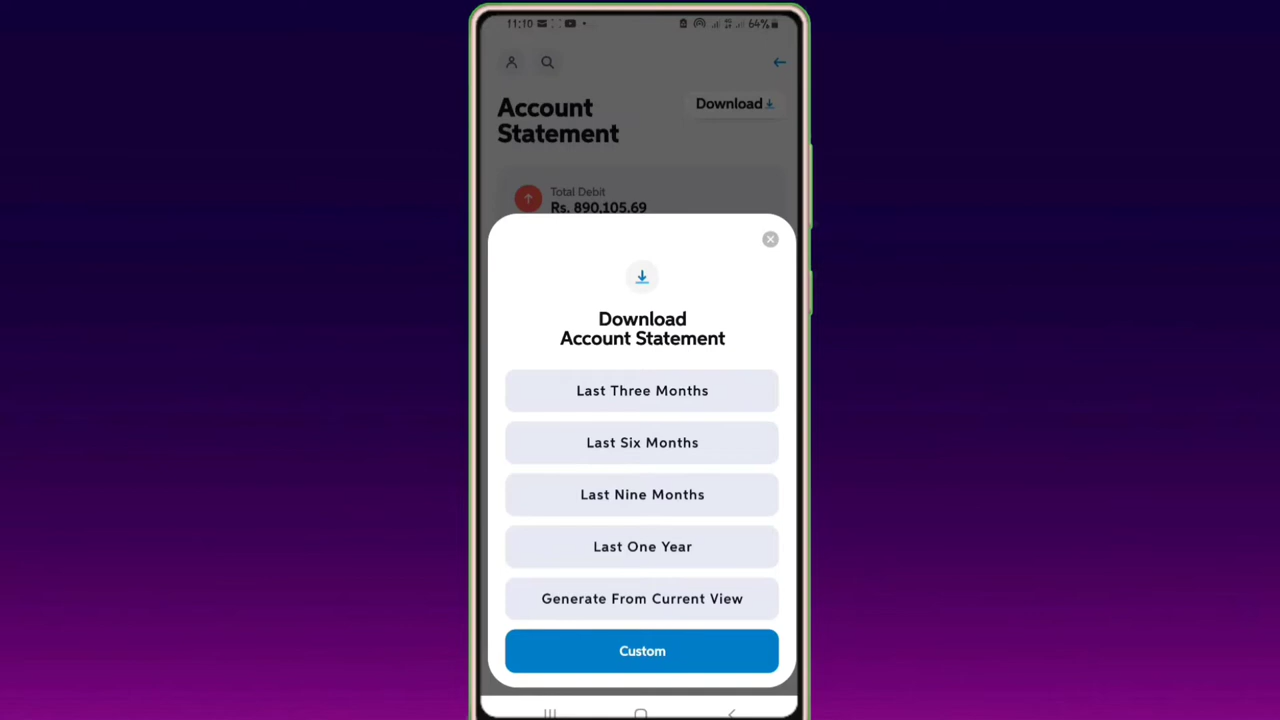 11:10
64%
Account
Statement
Download
Total Debit
Rs. 890,105.69
Download
Account Statement
Last Three Months
Last Six Months
Last Nine Months
Last One Year
Generate From Current View
Custom